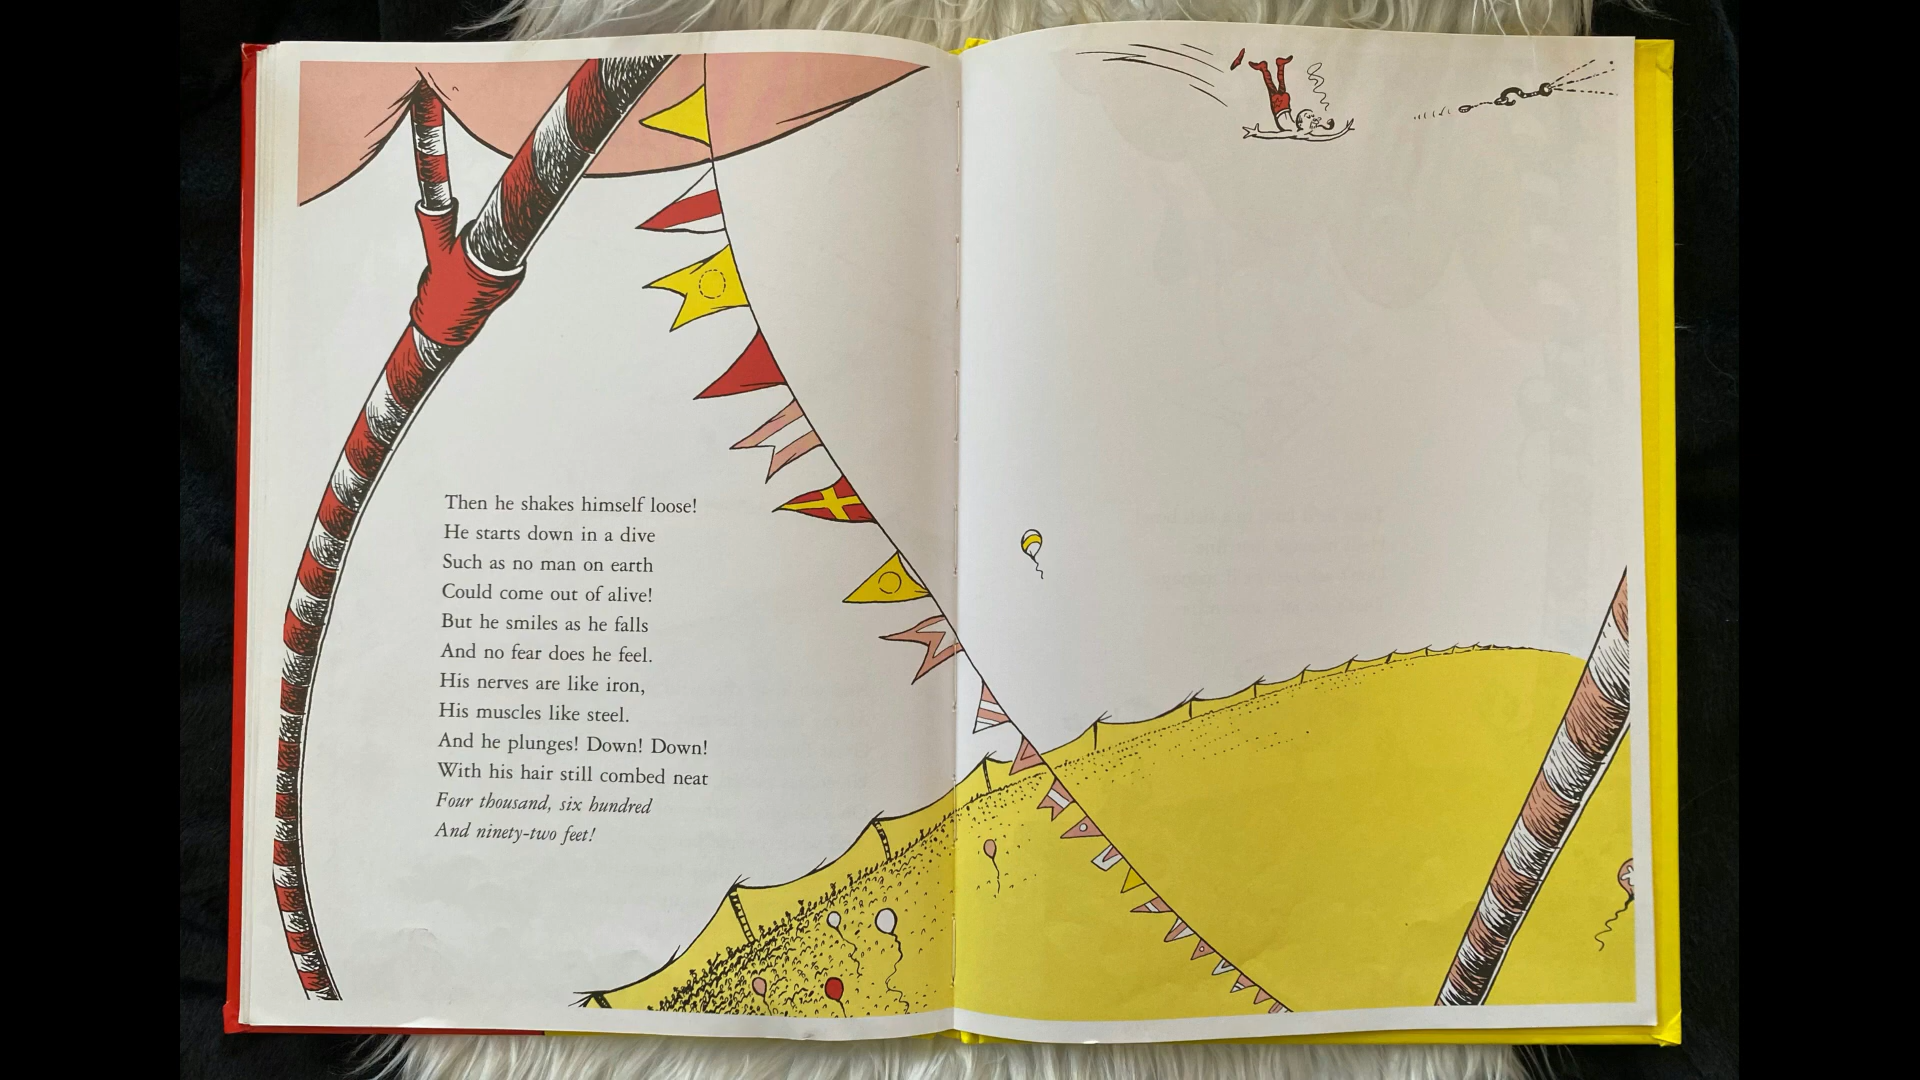 Then he shakes himself loose!
He starts down in a dive
Such as no man on earth
Could come out of alive!
But he smiles as he falls
And no fear does he feel.
His nerves are like iron,
His muscles like steel.
And he plunges! Down! Down!
With his hair still combed neat
Four thousand, six hundred
And ninety-two feet!